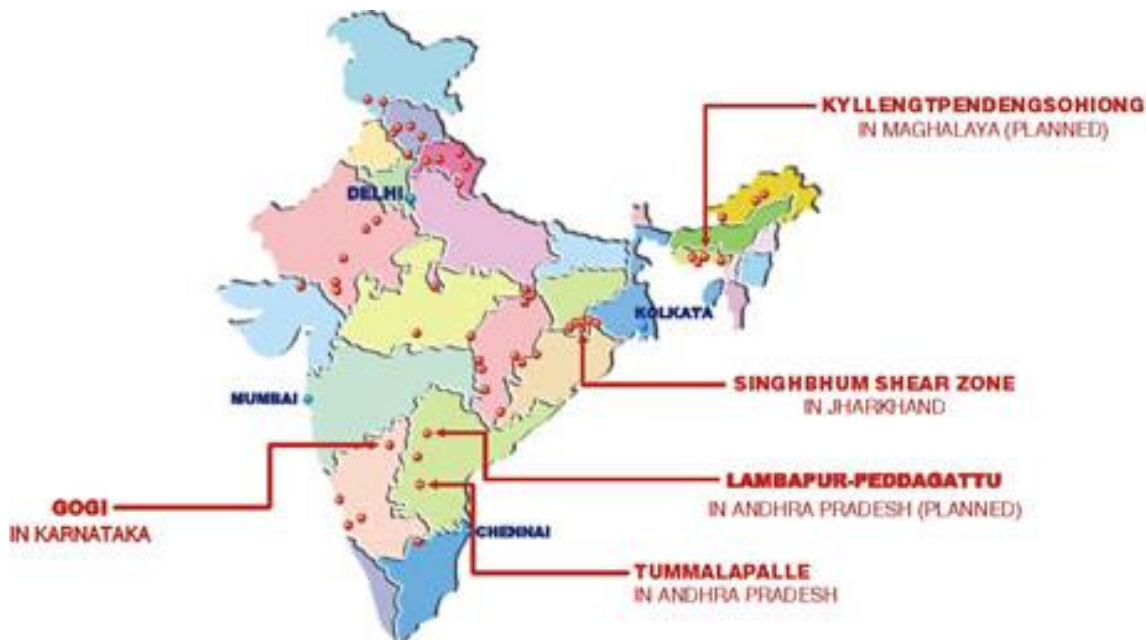 KYLLENGTPENDENGSOHIONG
IN MAGHALAYA (PLANNED)
DELHI
KOLKATA
SINGHBHUM SHEAR ZONE
IN JHARKHAND
MUMBAI
LAMBAPUR-PEDDAGATTU
IN ANDHRA PRADESH (PLANNED)
GOGI
IN KARNATAKA
CHENNAI
TUMMALAPALLE
IN ANDHRA PRADESH